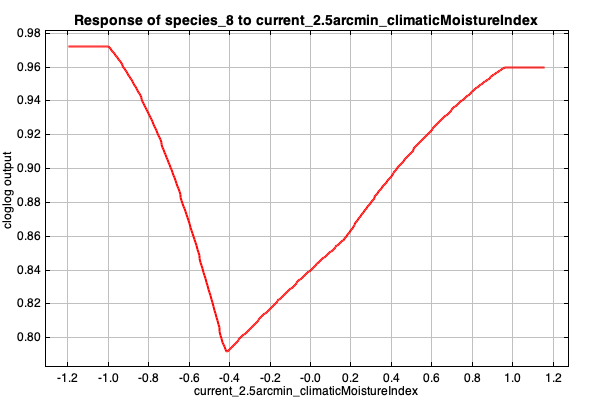 Response of species_8 to current_2.5arcmin_climaticMoistureIndex
0.98
0.96
0.94
0.92
0.90
0.88
0.86
0.84
0.82
0.80
cloglog output
-1.2 -1.0 -0.8 -0.6 -0.4 -0.2 -0.0 0.2 0.4 0.6 0.8 1.0 1.2
current_2.5arcmin_climaticMoistureIndex